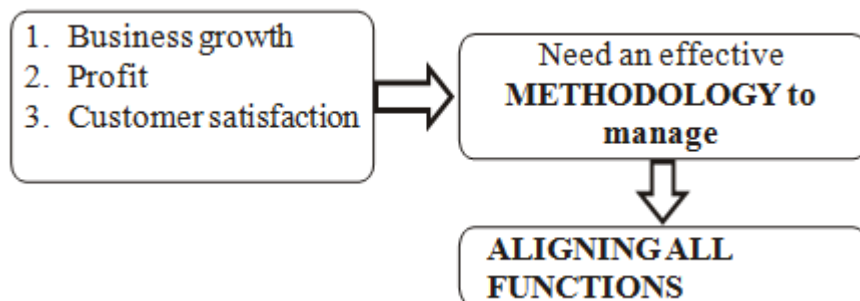 1. Business growth
2. Profit
3. Customer satisfaction
Need an effective
METHODOLOGY to
manage
ALIGNING ALL
FUNCTIONS